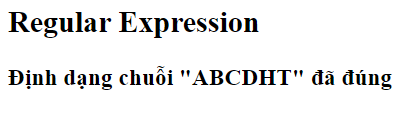 Regular Expression
Định dạng chuỗi "ABCDHT" đã đúng